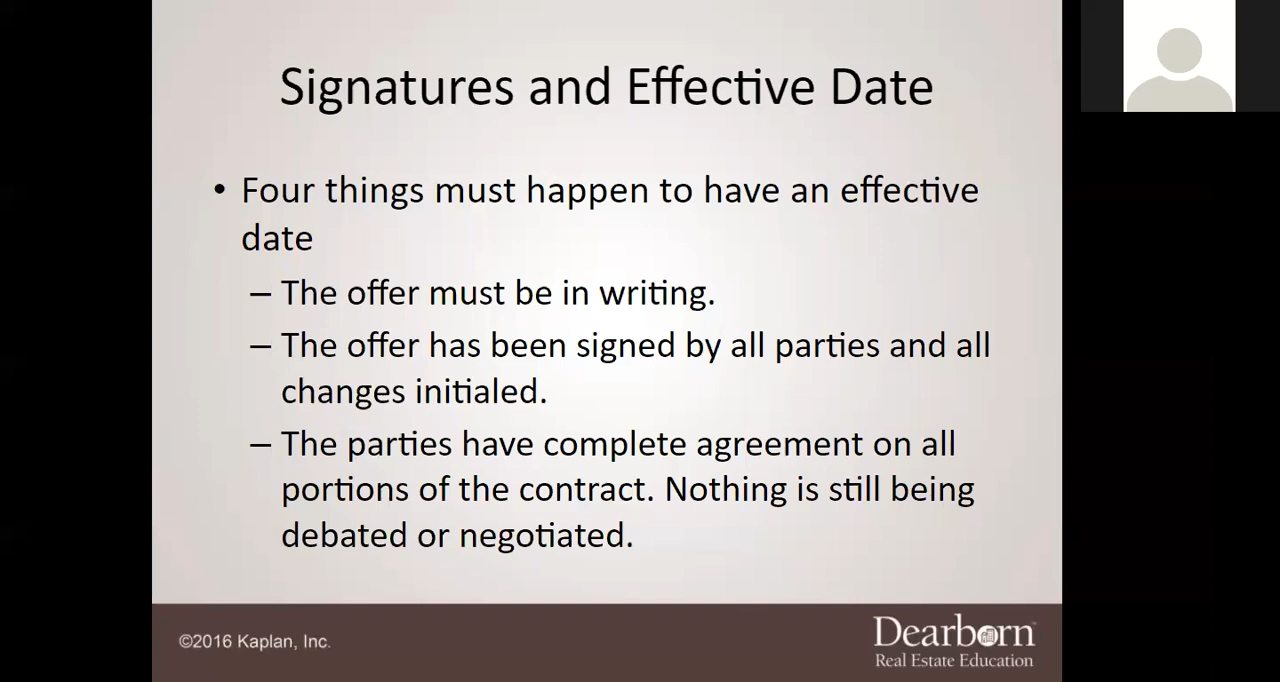 Signatures and Effective Date
• Four things must happen to have an effective
date
– The offer must be in writing.
– The offer has been signed by all parties and all
changes initialed.
– The parties have complete agreement on all
portions of the contract. Nothing is still being
debated or negotiated.
©2016 Kaplan, Inc.
Dearborn™
Real Estate Education